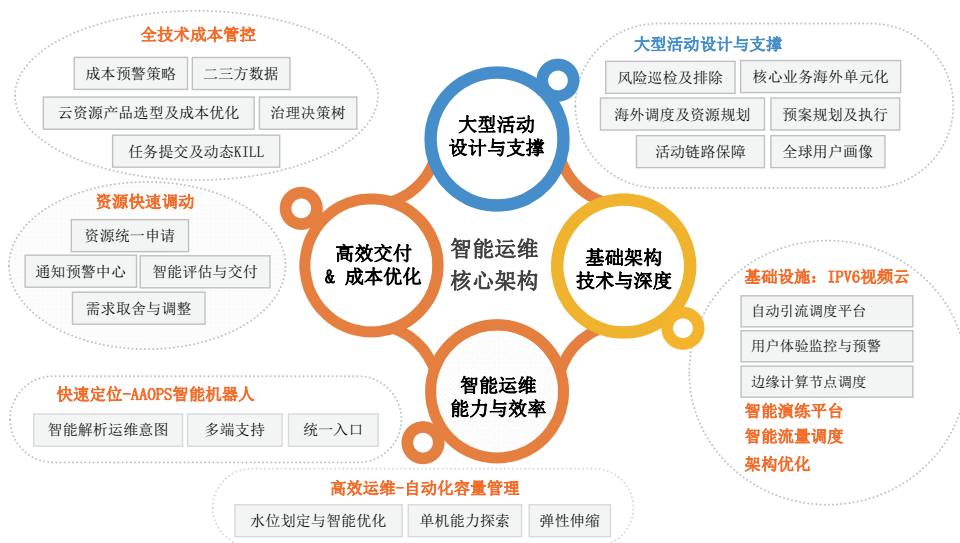 全技术成本管控
成本预警策略
二三方数据
云资源产品选型及成本优化
治理决策树
任务提交及动态KILL
资源快速调动
资源统一申请
通知预警中心
智能评估与交付
需求取舍与调整
快速定位-AAOPS智能机器人
智能解析运维意图
多端支持
统一入口
高效运维-自动化容量管理
水位划定与智能优化
单机能力探索
弹性伸缩
大型活动
设计与支撑
高效交付
& 成本优化
智能运维
核心架构
基础架构
技术与深度
智能运维
能力与效率
大型活动设计与支撑
风险巡检及排除
核心业务海外单元化
海外调度及资源规划
预案规划及执行
活动链路保障
全球用户画像
基础设施：IPV6视频云
自动引流调度平台
用户体验监控与预警
边缘计算节点调度
智能演练平台
智能流量调度
架构优化